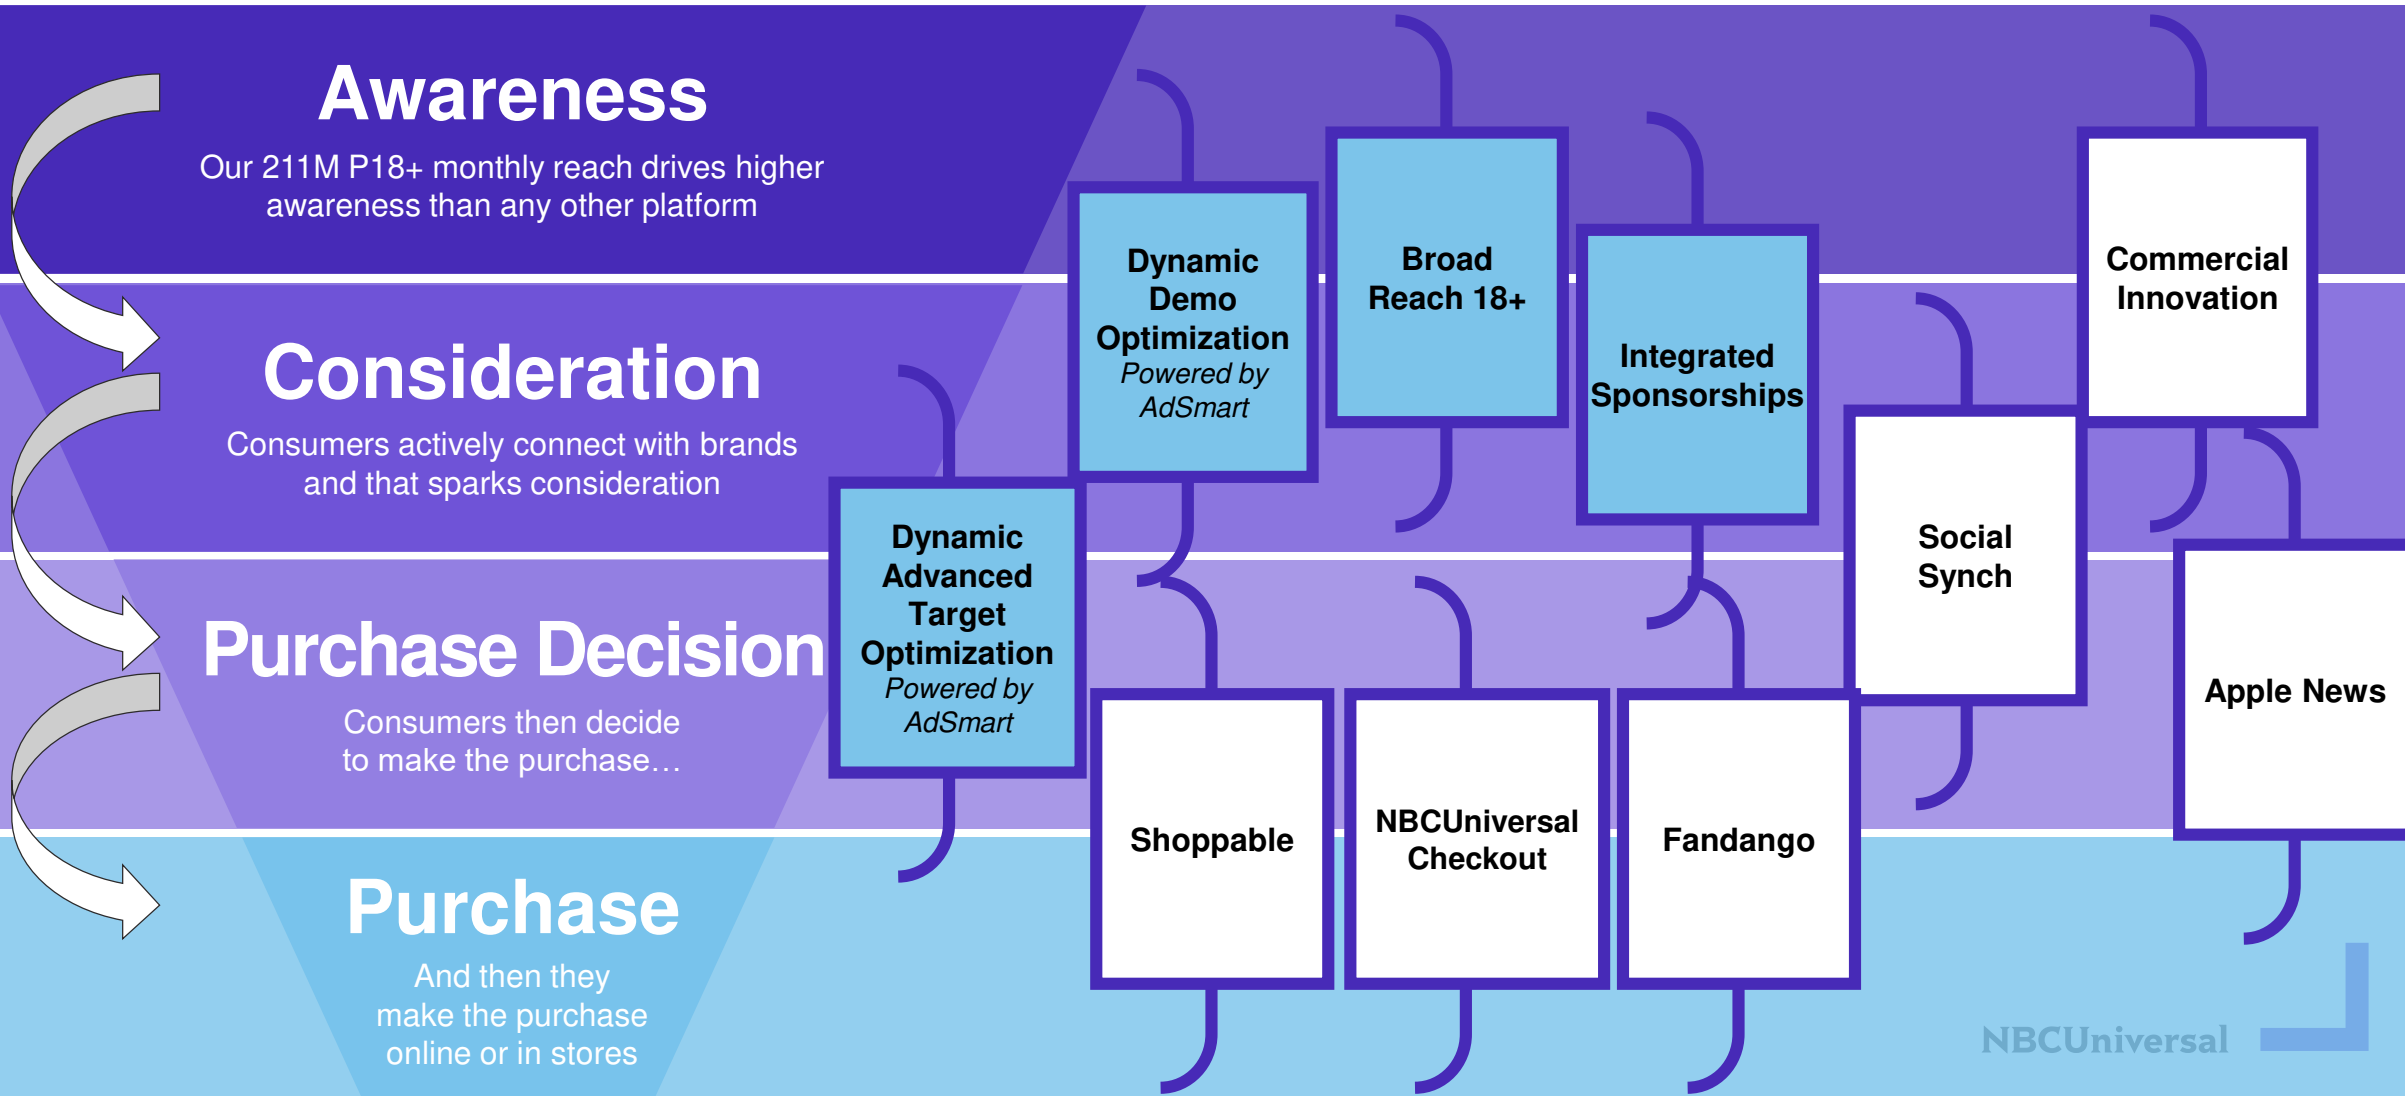 Awareness
Our 211M P18+ monthly reach drives higher
awareness than any other platform
Consideration
Consumers actively connect with brands
and that sparks consideration
Purchase Decision
Consumers then decide
to make the purchase…
Purchase
And then they
make the purchase
online or in stores
Dynamic
Advanced
Target
Optimization
Powered by
AdSmart
Dynamic
Demo
Optimization
Powered by
AdSmart
Broad
Reach 18+
Integrated
Sponsorships
Commercial
Innovation
Social
Synch
Apple News
Shoppable
NBCUniversal
Checkout
Fandango
NBCUniversal